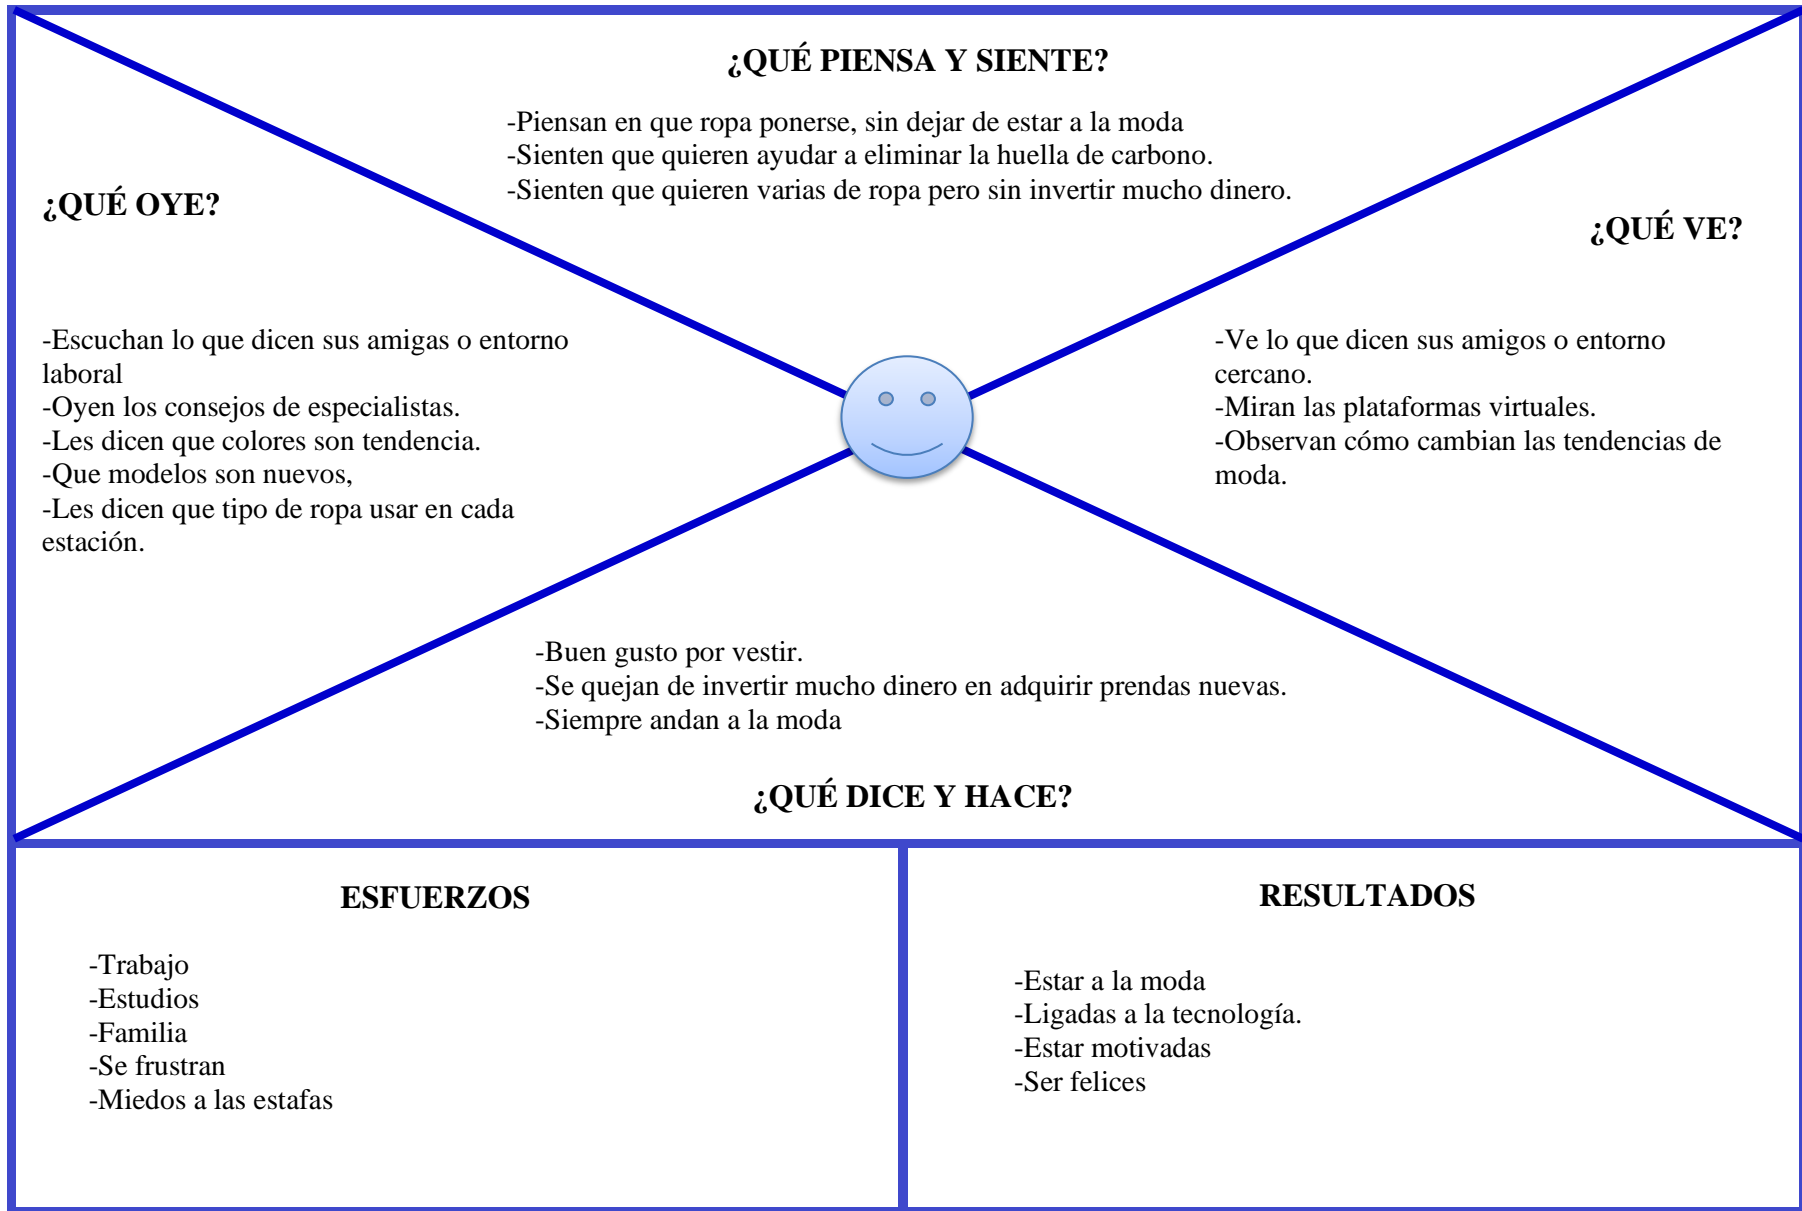 ¿QUÉ PIENSA Y SIENTE?
-Piensan en que ropa ponerse, sin dejar de estar a la moda
-Sienten que quieren ayudar a eliminar la huella de carbono.
-Sienten que quieren varias de ropa pero sin invertir mucho dinero.
¿QUÉ OYE?
-Escuchan lo que dicen sus amigas o entorno
laboral
-Oyen los consejos de especialistas.
-Les dicen que colores son tendencia.
-Que modelos son nuevos,
-Les dicen que tipo de ropa usar en cada
estación.
¿QUÉ VE?
-Ve lo que dicen sus amigos o entorno
cercano.
-Miran las plataformas virtuales.
-Observan cómo cambian las tendencias de
moda.
-Buen gusto por vestir.
-Se quejan de invertir mucho dinero en adquirir prendas nuevas.
-Siempre andan a la moda
¿QUÉ DICE Y HACE?
ESFUERZOS
-Trabajo
-Estudios
-Familia
-Se frustran
-Miedos a las estafas
RESULTADOS
-Estar a la moda
-Ligadas a la tecnología.
-Estar motivadas
-Ser felices